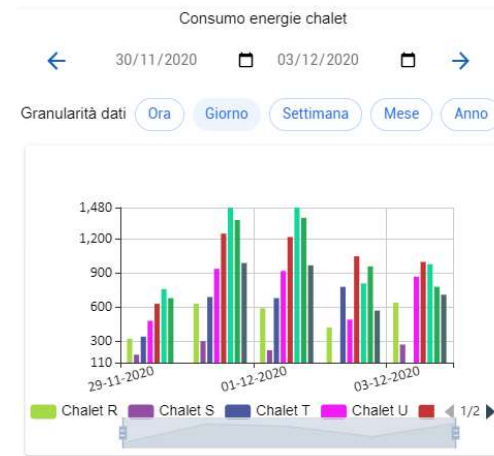 Consumo energie chalet
30/11/2020 03/12/2020
Granularità dati Ora Giorno Settimana Mese Anno
1,480
1,200
900
600
300
110
29-11-2020 01-12-2020 03-12-2020
Chalet R Chalet S Chalet T Chalet U 1/2